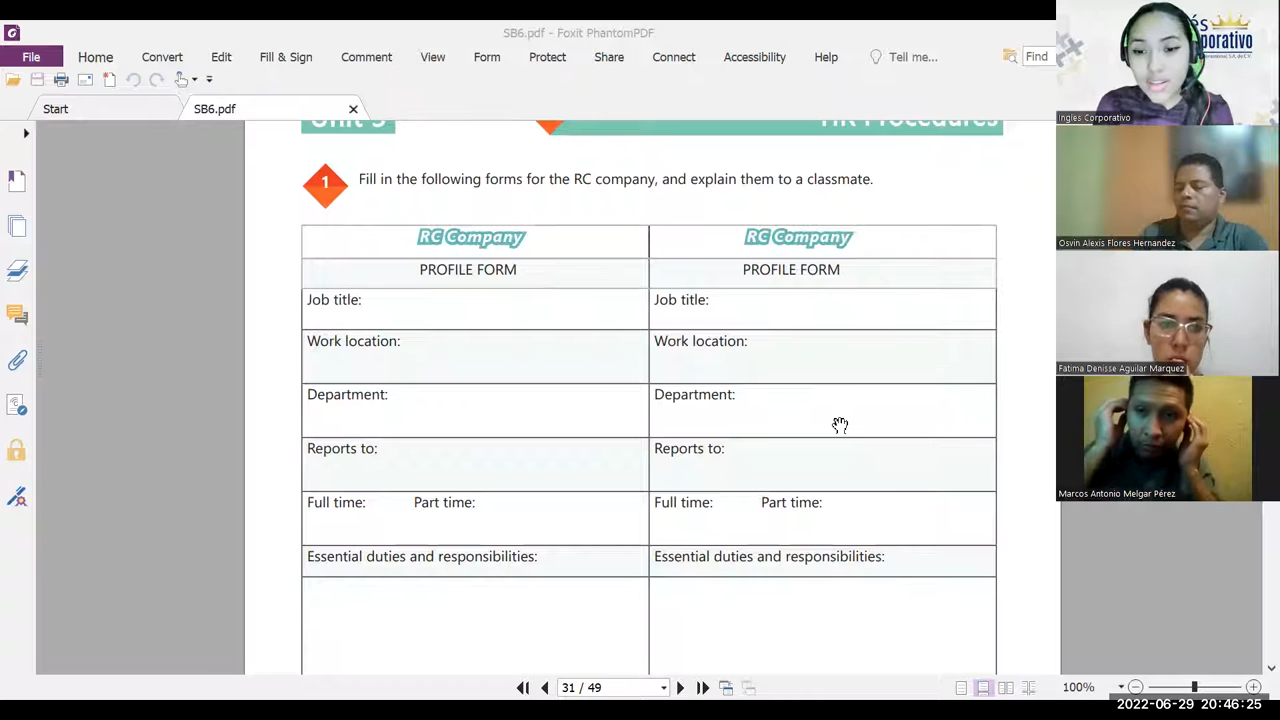 SB6.pdf - Foxit PhantomPDF
File Home Convert Edit Fill & Sign Comment View Form Protect Share Connect Accessibility Help Tell me... Find
Start SB6.pdf
Unit 5 HR Procedures
1 Fill in the following forms for the RC company, and explain them to a classmate.
RC Company RC Company
PROFILE FORM PROFILE FORM
Job title: Job title:
Work location: Work location:
Department: Department:
Reports to: Reports to:
Full time: Part time: Full time: Part time:
Essential duties and responsibilities: Essential duties and responsibilities:
31 / 49
100%
Ingles Corporativo
Osvin Alexis Flores Hernandez
Fatima Denisse Aguilar Marquez
Marcos Antonio Melgar Pérez
2022-06-29 20:46:25